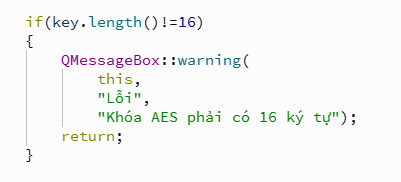 if(key.length()!=16)
{
QMessageBox::warning(
this,
"Lỗi",
"Khóa AES phải có 16 ký tự");
return;
}